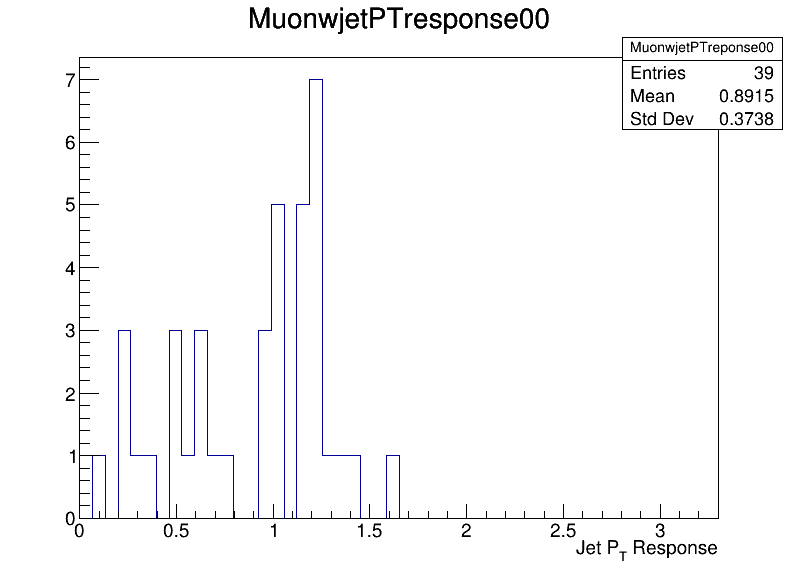 MuonwjetPTresponse00
MuonwjetPTreponse00
Entries 39
Mean 0.8915
Std Dev 0.3738
7
6
5
4
3
2
1
0
0 0.5 1 1.5 2 2.5 3
Jet PT Response